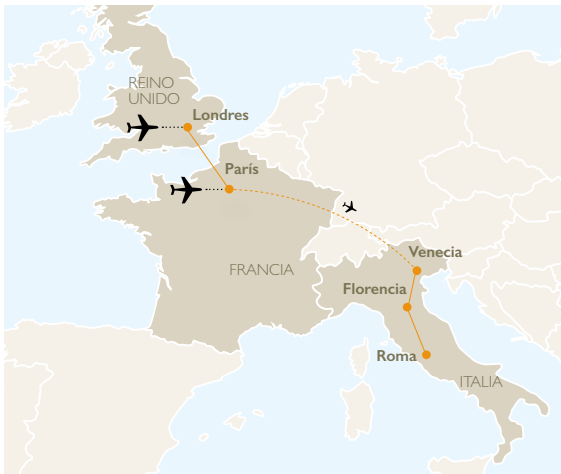 REINO
UNIDO
Londres
París
FRANCIA
Venecia
Florencia
Roma
ITALIA